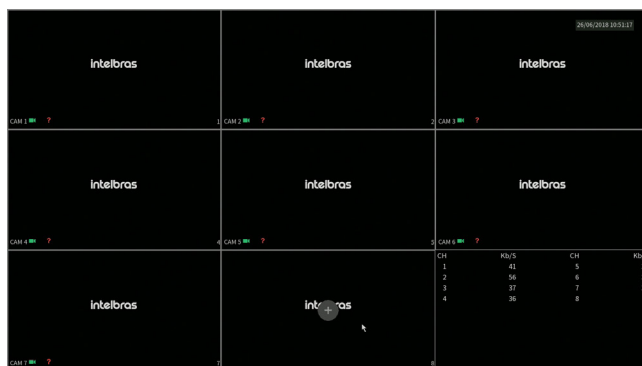 26/06/2018 10:51:17
intelbras
intelbras
intelbras
CAM 1 ? 1
CAM 2 ? 2
CAM 3 ?
intelbras
intelbras
intelbras
CAM 4 ? 4
CAM 5 ? 5
CAM 6 ?
intelbras
CAM 7 ? 7
+
8
CH Kb/S CH Kb
1 41 5
2 56 6
3 37 7
4 36 8